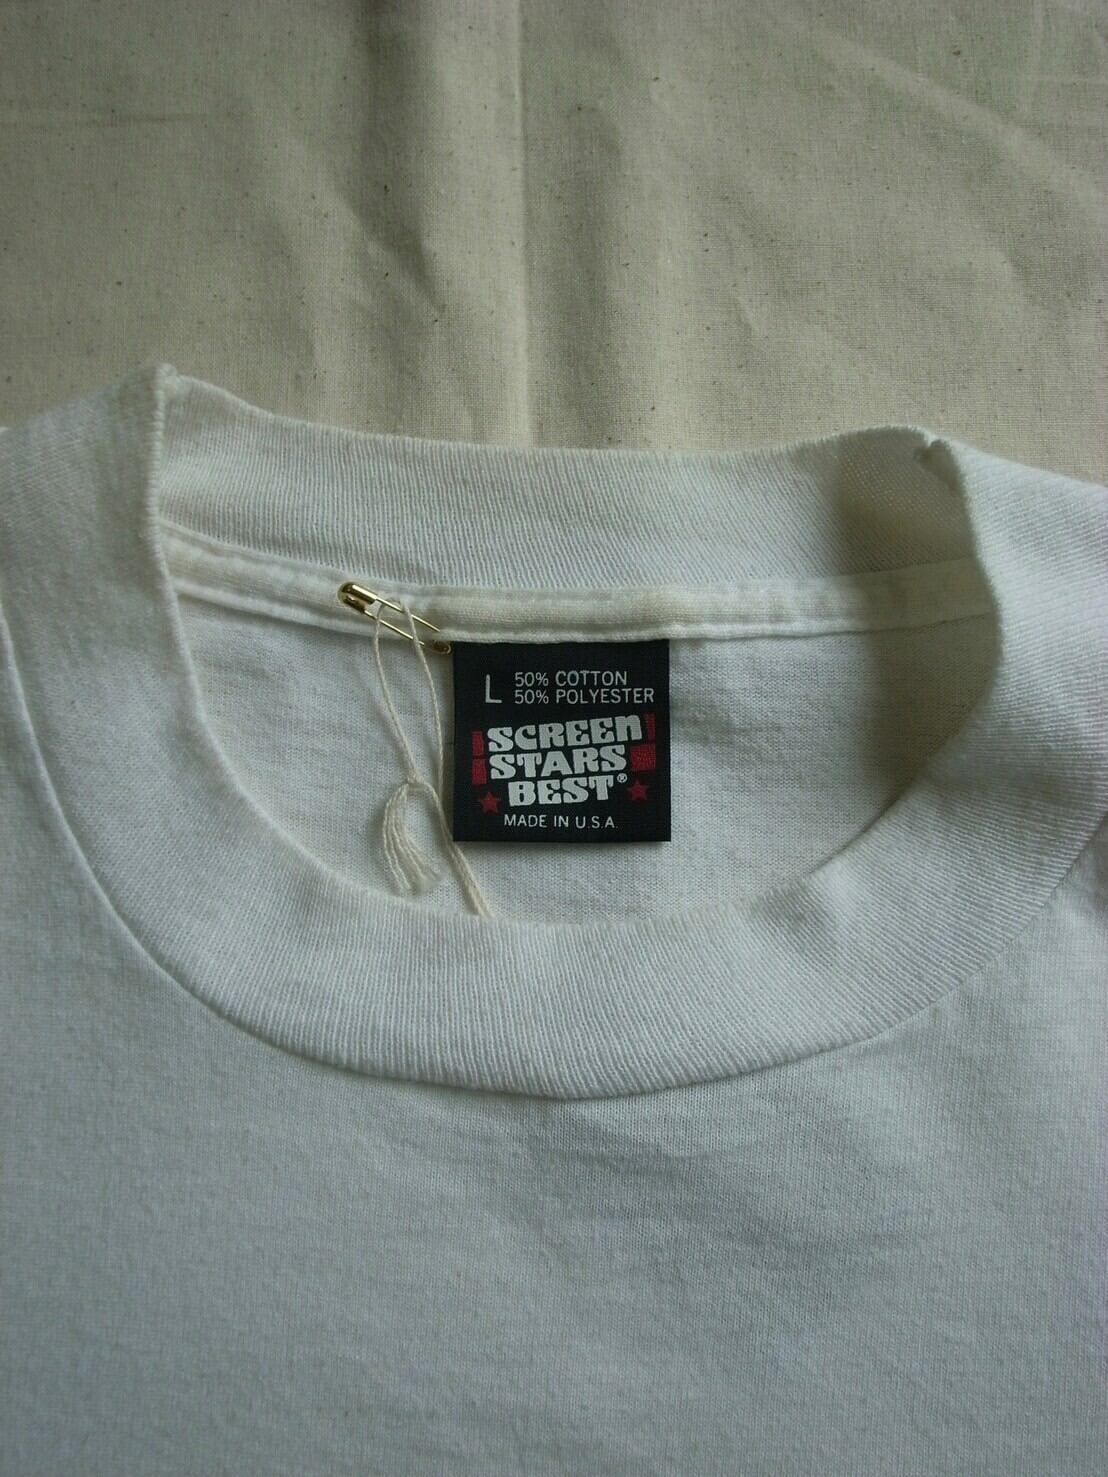 L 50% COTTON
50% POLYESTER
SCREEn
STARS
BEST®
MADE IN U.S.A.